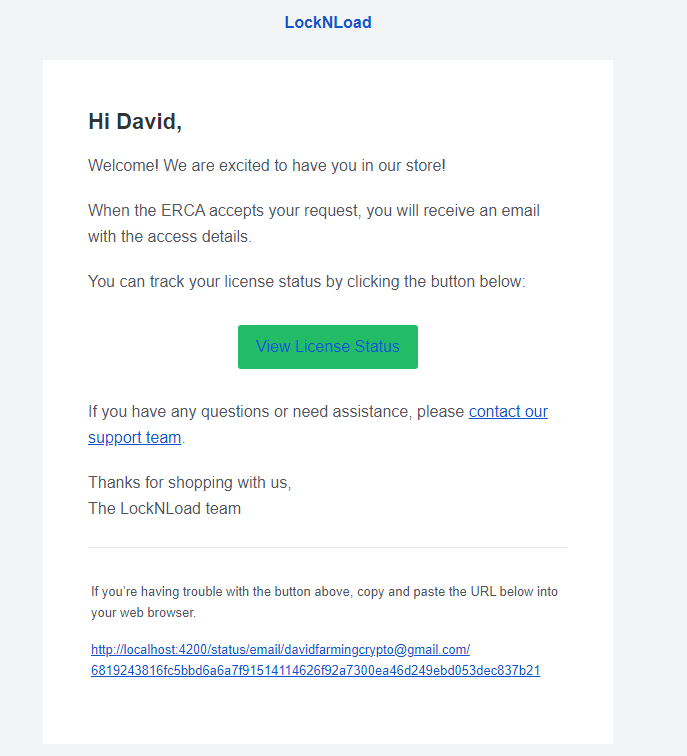 LockNLoad
Hi David,
Welcome! We are excited to have you in our store!
When the ERCA accepts your request, you will receive an email
with the access details.
You can track your license status by clicking the button below:
View License Status
If you have any questions or need assistance, please contact our
support team.
Thanks for shopping with us,
The LockNLoad team
If you’re having trouble with the button above, copy and paste the URL below into
your web browser.
http://localhost:4200/status/email/davidfarmingcrypto@gmail.com/
6819243816fc5bbd6a6a7f91514114626f92a7300ea46d249ebd053dec837b21